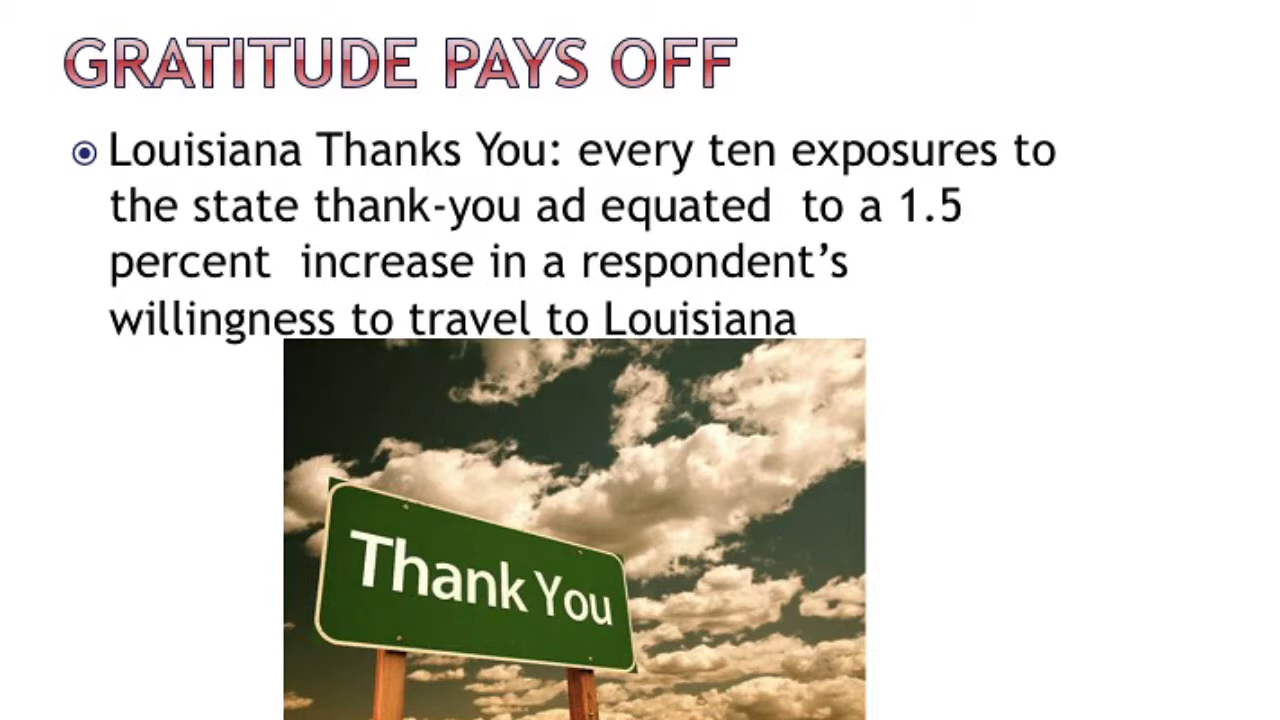 GRATITUDE PAYS OFF
Louisiana Thanks You: every ten exposures to
the state thank-you ad equated to a 1.5
percent increase in a respondent’s
willingness to travel to Louisiana
Thank You